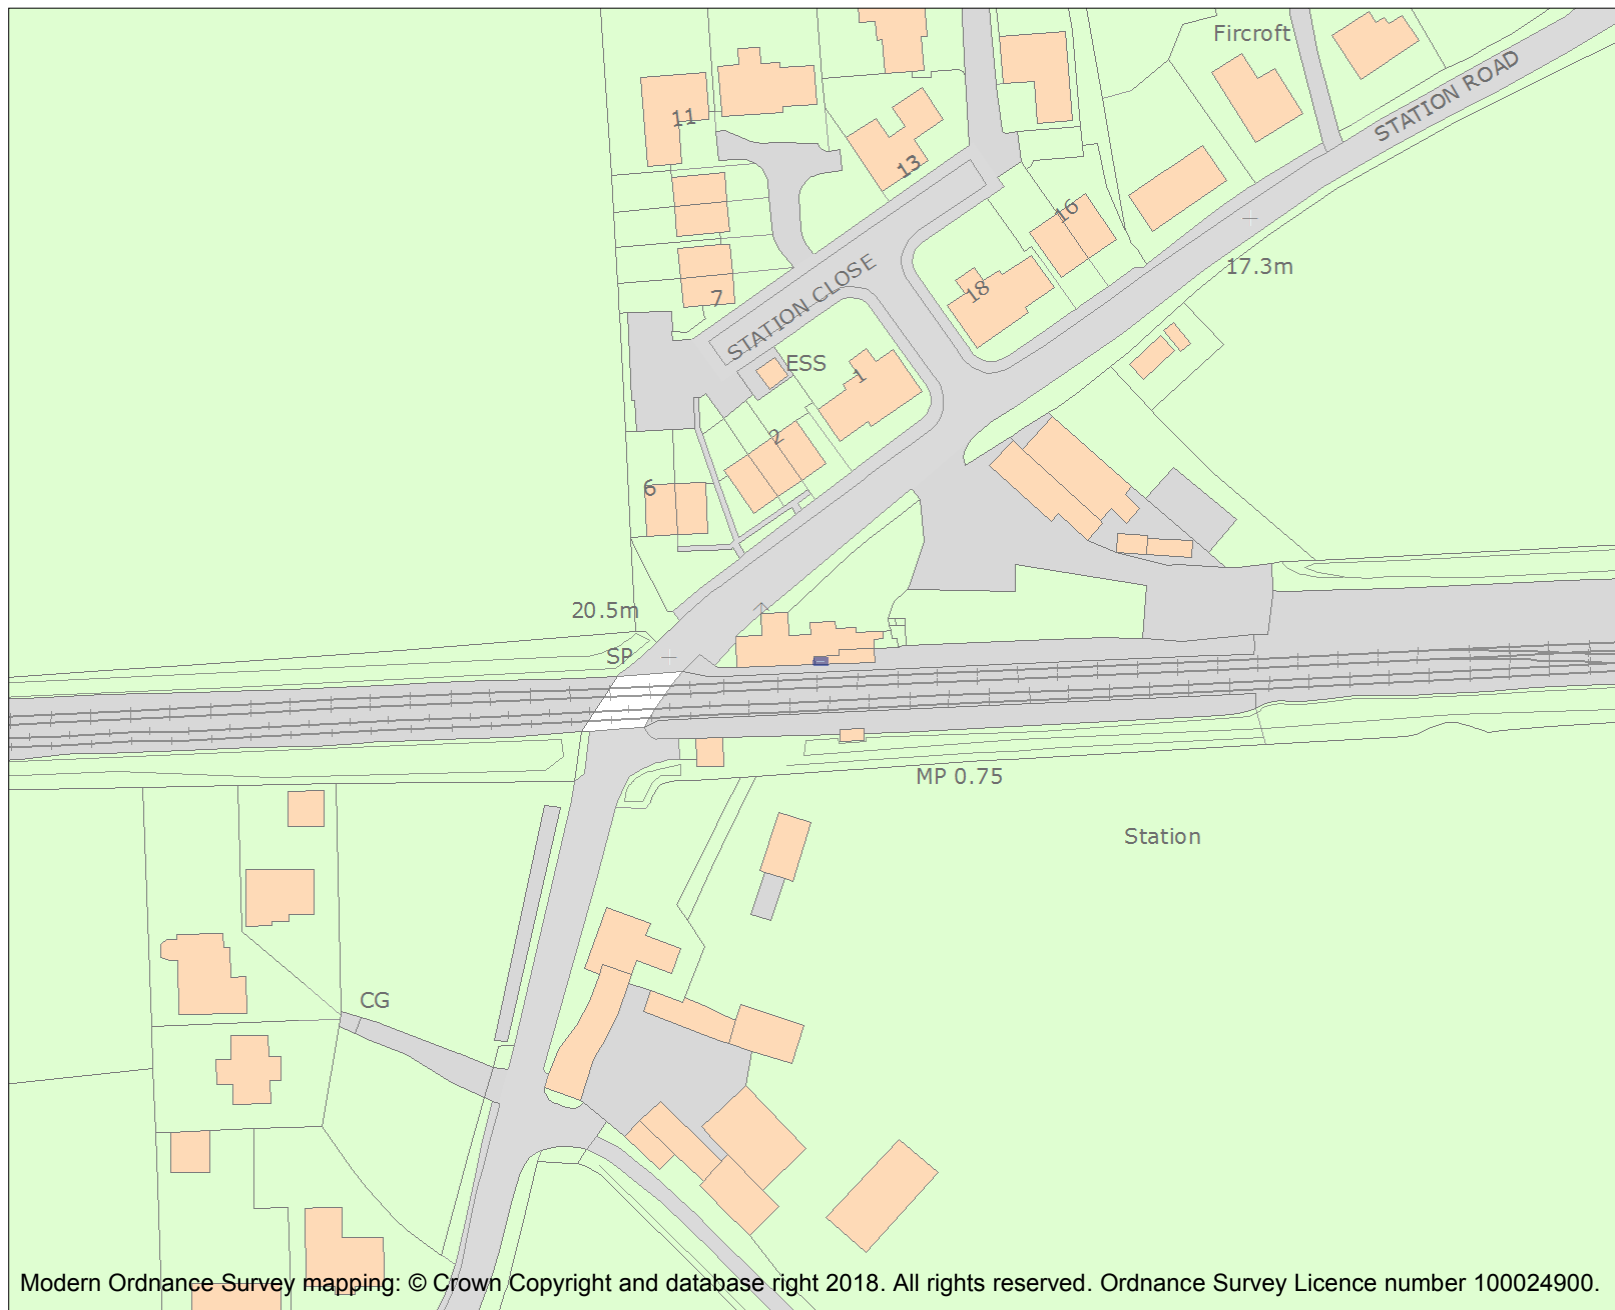 Fircroft
STATION ROAD
11
13
16
17.3m
7
STATION CLOSE
18
ESS
1
2
6
20.5m
SP
MP 0.75
Station
CG
Modern Ordnance Survey mapping: © Crown Copyright and database right 2018. All rights reserved. Ordnance Survey Licence number 100024900.